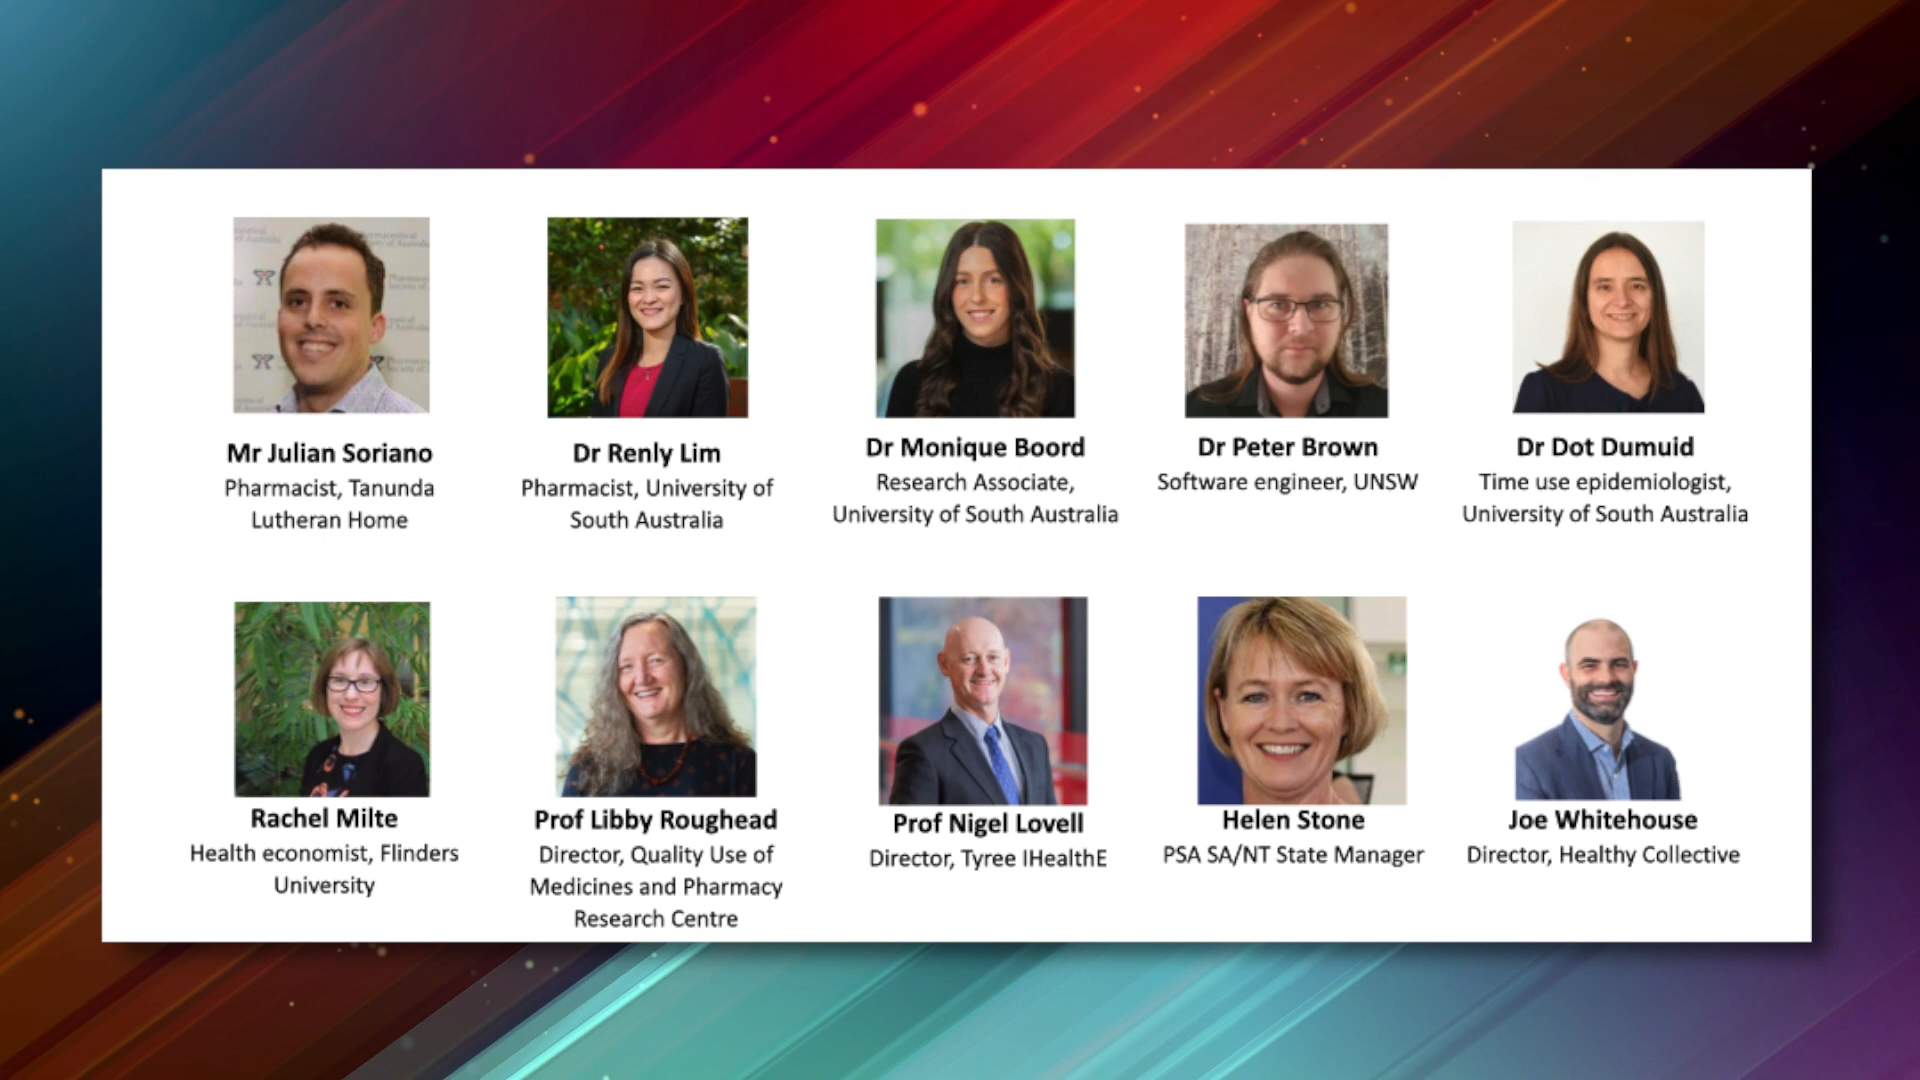 Mr Julian Soriano
Pharmacist, Tanunda
Lutheran Home
Dr Renly Lim
Pharmacist, University of
South Australia
Dr Monique Boord
Research Associate,
University of South Australia
Dr Peter Brown
Software engineer, UNSW
Dr Dot Dumuid
Time use epidemiologist,
University of South Australia
Rachel Milte
Health economist, Flinders
University
Prof Libby Roughead
Director, Quality Use of
Medicines and Pharmacy
Research Centre
Prof Nigel Lovell
Director, Tyree IHealthE
Helen Stone
PSA SA/NT State Manager
Joe Whitehouse
Director, Healthy Collective